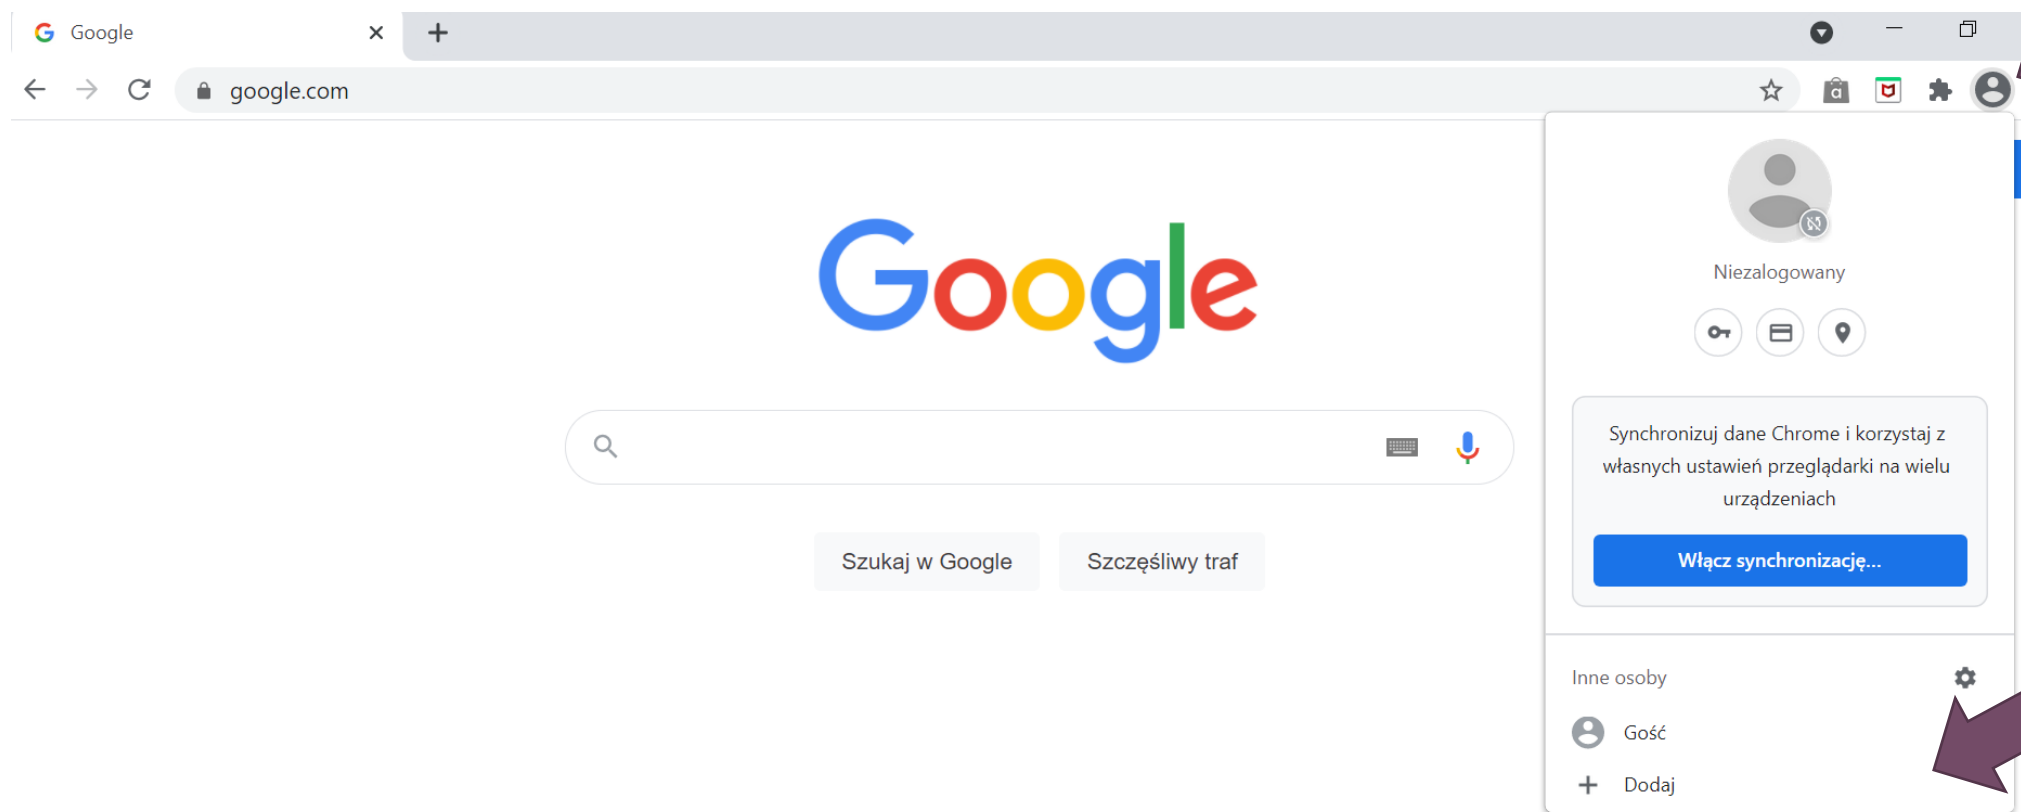 Google
google.com
Google
Niezalogowany
Synchronizuj dane Chrome i korzystaj z
własnych ustawień przeglądarki na wielu
urządzeniach
Włącz synchronizację...
Szukaj w Google
Szczęśliwy traf
Inne osoby
Gość
Dodaj